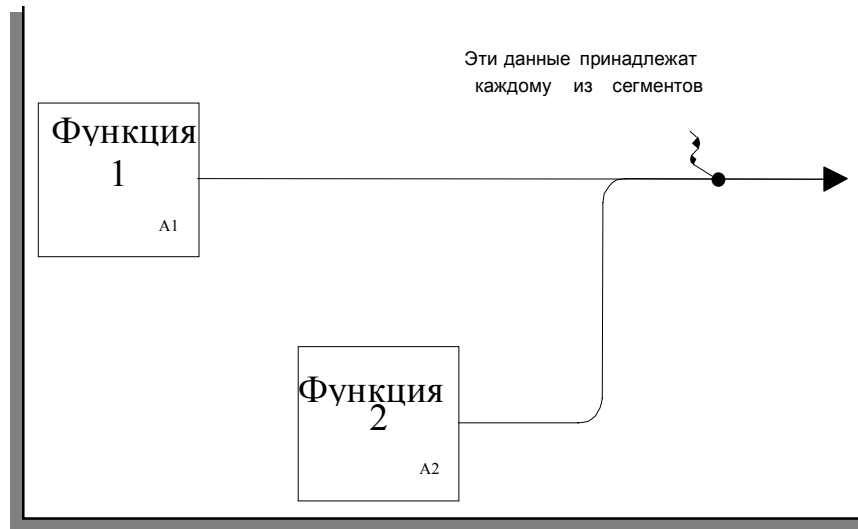 Эти данные принадлежат
каждому из сегментов
Функция
1
A1
Функция
2
A2